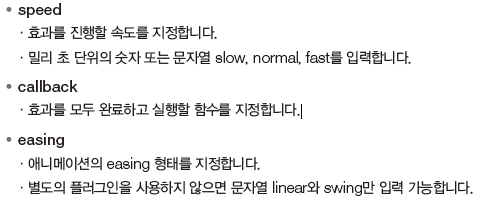 • speed
· 효과를 진행할 속도를 지정합니다.
· 밀리 초 단위의 숫자 또는 문자열 slow, normal, fast를 입력합니다.
• callback
· 효과를 모두 완료하고 실행할 함수를 지정합니다.
• easing
· 애니메이션의 easing 형태를 지정합니다.
· 별도의 플러그인을 사용하지 않으면 문자열 linear와 swing만 입력 가능합니다.